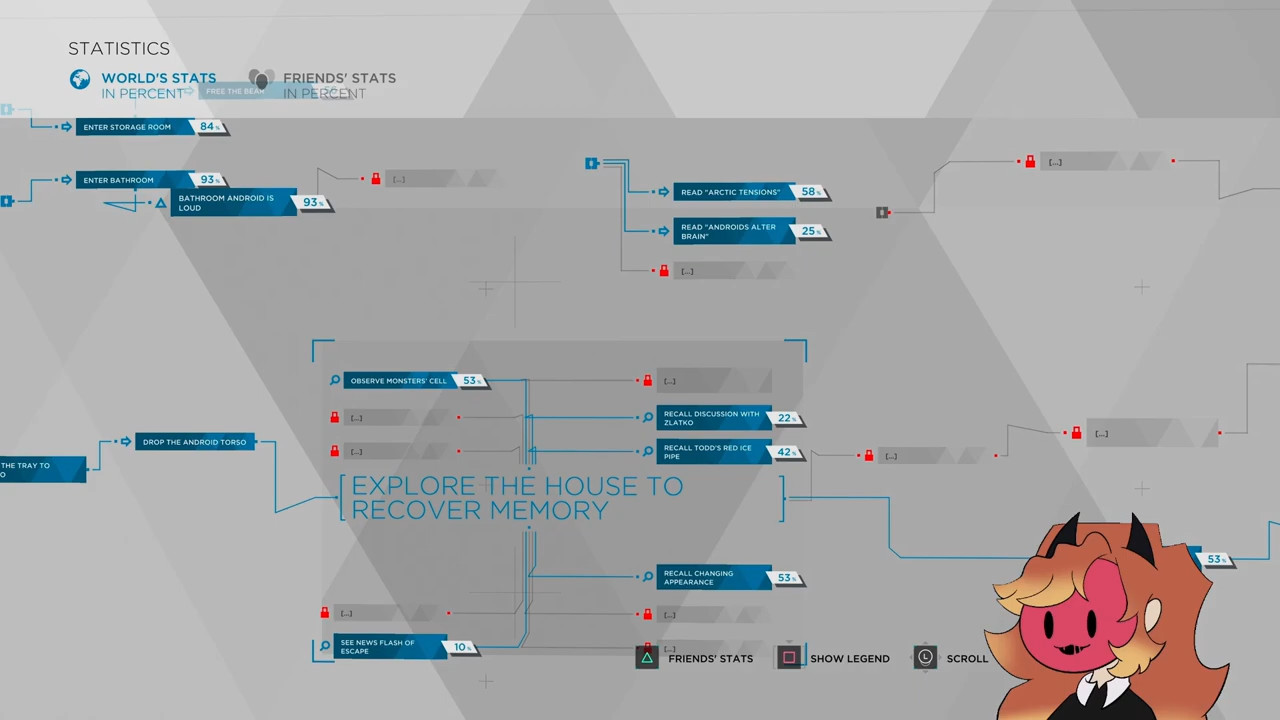 STATISTICS
WORLD'S STATS
IN PERCENT
FRIENDS' STATS
IN PERCENT
FREE THE BEAR
ENTER STORAGE ROOM 84%
ENTER BATHROOM 93%
BATHROOM ANDROID IS
LOUD
93%
[...]
READ "ARCTIC TENSIONS" 58%
READ "ANDROIDS ALTER
BRAIN"
25%
[...]
[...]
OBSERVE MONSTERS' CELL 53%
[...]
[...]
RECALL DISCUSSION WITH
ZLATKO
22%
[...]
RECALL TODD'S RED ICE
PIPE
42%
[...]
[...]
DROP THE ANDROID TORSO
THE TRAY TO
O
EXPLORE THE HOUSE TO
RECOVER MEMORY
53%
RECALL CHANGING
APPEARANCE
53%
[...]
[...]
SEE NEWS FLASH OF
ESCAPE
10%
[...]
FRIENDS' STATS
SHOW LEGEND
L
SCROLL